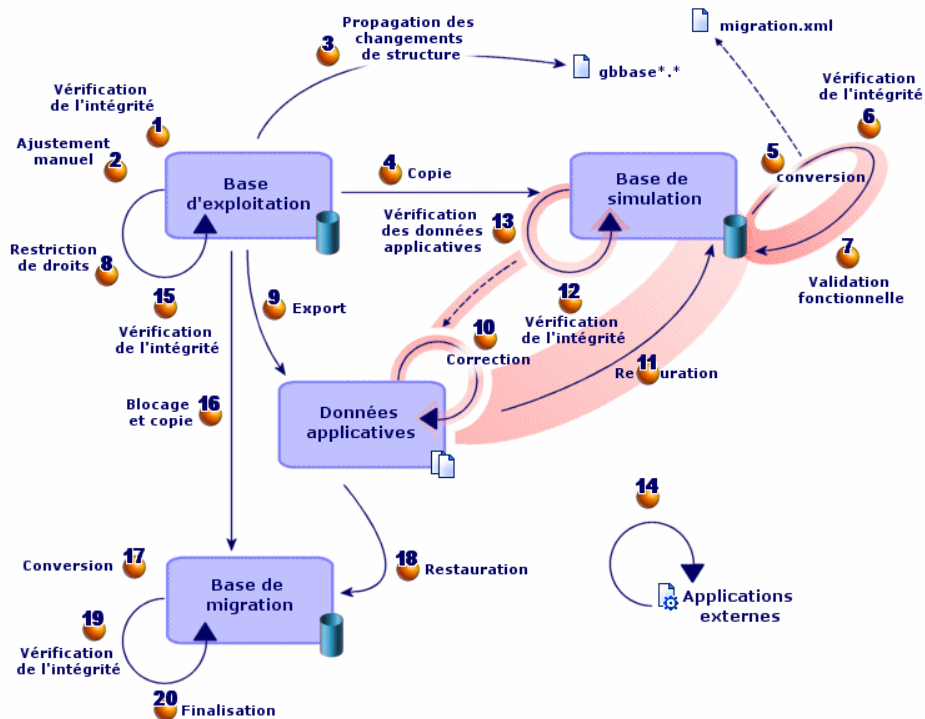 3
Propagation des
changements
de structure
migration.xml
gbbase*.*
Vérification
de l'intégrité
1
Ajustement
manuel
2
Vérification
de l'intégrité
6
5
conversion
Base
d'exploitation
4
Copie
Base de
simulation
Vérification
des données
applicatives
13
7
Validation
fonctionnelle
Restriction
de droits
8
15
Vérification
de l'intégrité
9
Export
12
Vérification
de l'intégrité
10
Correction
11
Blocage
et copie
16
Données
applicatives
14
Applications
externes
Conversion
17
Base de
migration
18
Restauration
19
Vérification
de l'intégrité
20
Finalisation